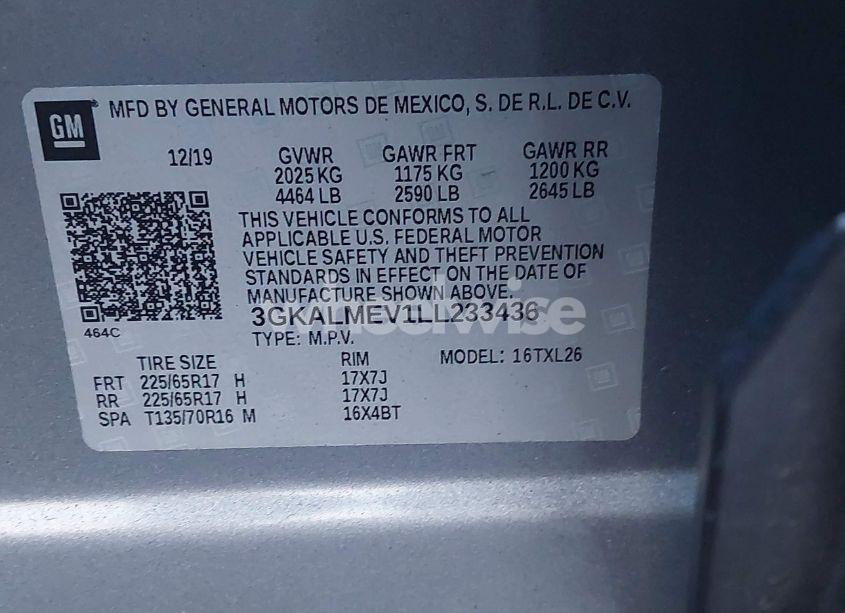 GM
MFD BY GENERAL MOTORS DE MEXICO, S. DE R.L. DE C.V.
12/19 GVWR GAWR FRT GAWR RR
2025 KG 1175 KG 1200 KG
4464 LB 2590 LB 2645 LB
THIS VEHICLE CONFORMS TO ALL
APPLICABLE U.S. FEDERAL MOTOR
VEHICLE SAFETY AND THEFT PREVENTION
STANDARDS IN EFFECT ON THE DATE OF
MANUFACTURE SHOWN ABOVE.
3GKALMEV1LL233436
wheelwise
464C
TYPE: M.P.V.
TIRE SIZE RIM MODEL: 16TXL26
FRT 225/65R17 H 17X7J
RR 225/65R17 H 17X7J
SPA T135/70R16 M 16X4BT